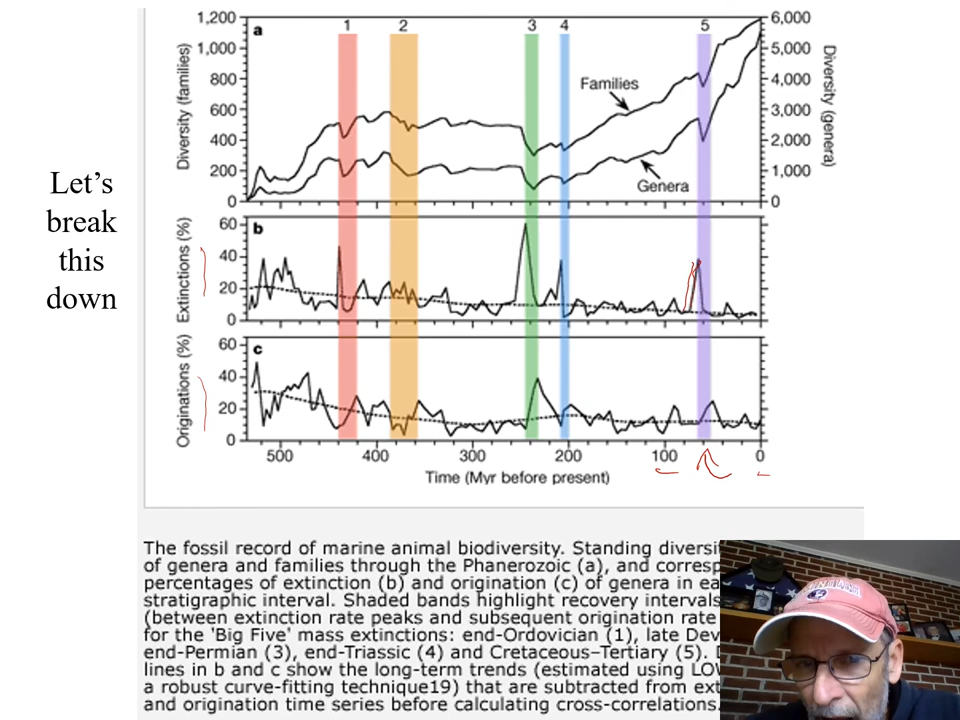 Let's
break
this
down
1,200
1,000
800
600
400
200
0
Diversity (families)
a
1
2
3
4
5
Families
Genera
6,000
5,000
4,000
3,000
2,000
1,000
0
Diversity (genera)
b
60
40
20
0
Extinctions (%)
c
60
40
20
0
Originations (%)
500
400
300
200
100
0
Time (Myr before present)
The fossil record of marine animal biodiversity. Standing
of genera and families through the Phanerozoic (a), and
percentages of extinction (b) and origination (c) of genera in
stratigraphic interval. Shaded bands highlight recovery intervals
(between extinction rate peaks and subsequent origination rate
for the 'Big Five' mass extinctions: end-Ordovician (1), late
end-Permian (3), end-Triassic (4) and Cretaceous–Tertiary (5).
lines in b and c show the long-term trends (estimated using
a robust curve-fitting technique19) that are subtracted from
and origination time series before calculating cross-correlations.